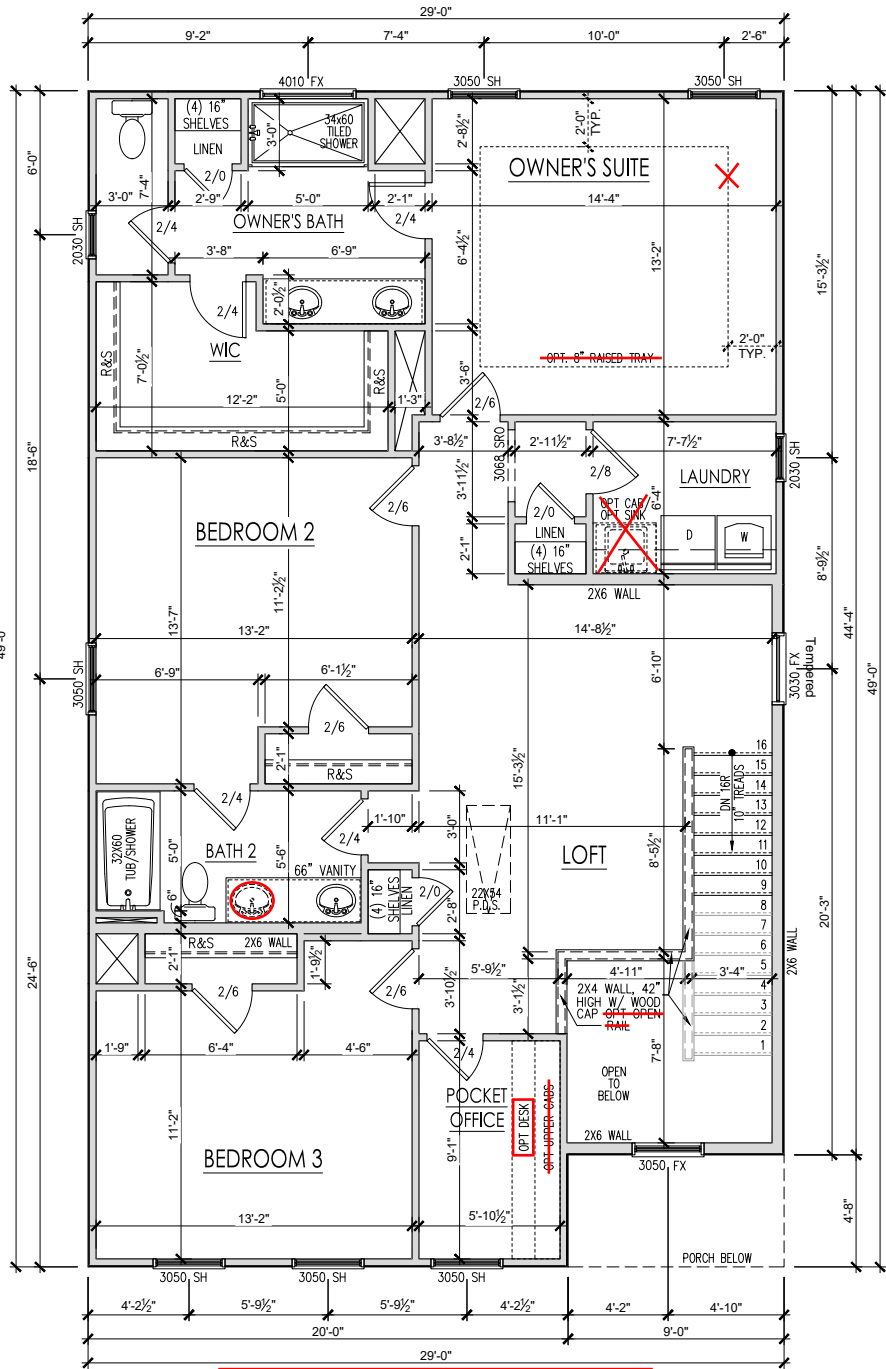 29'-0"
9'-2" 7'-4" 10'-0" 2'-6"
4010 FX 3050 SH 3050 SH
(4) 16"
SHELVES
LINEN
34x60
TILED
SHOWER
3'-0"
2'-8½"
2'-0"
TYP.
OWNER'S SUITE
6'-0"
7'-4"
2/0
3'-0" 2'-9" 5'-0" 2'-1" 14'-4"
2/4 2/4
OWNER'S BATH
2030 SH
3'-8" 6'-9"
6'-4½"
13'-2"
15'-3½"
2/4
2'-0½"
WIC
R&S
7'-0½"
5'-0"
R&S
OPT. 8" RAISED TRAY
2'-0"
TYP.
3'-6"
12'-2" 1'-3"
2/6
R&S
3'-8½" 2'-11½" 7'-7½"
3068 SRO
3'-11½"
2/8
LAUNDRY
2030 SH
18'-6"
2/6
OPT CAB
OPT SINK
6'-4"
2/0
LINEN
(4) 16"
SHELVES
D W
2'-1"
2X6 WALL
8'-9½"
44'-4"
49'-0"
49'-0"
BEDROOM 2
11'-2½"
13'-7"
13'-2" 14'-8½"
6'-9" 6'-1½"
3050 SH
6'-10"
3030 FX
Tempered
2/6
2'-1"
R&S
15'-3½"
16
15
14
13
12
11
10
9
8
7
6
5
4
3
2
1
DN 16R
10" TREADS
2/4
1'-10"
3'-0"
11'-1"
8'-5½"
32X60
TUB/SHOWER
5'-0"
BATH 2
5'-6"
2/4
LOFT
66" VANITY
6"
(4) 16"
SHELVES
LINEN
2/0
2'-8"
22X54
P.D.S.
20'-3"
2X6 WALL
R&S 2X6 WALL
2'-1"
1'-9½"
24'-6"
2/6 2/6
3'-10½"
5'-9½"
3'-1½"
4'-11" 3'-4"
2X4 WALL, 42"
HIGH W/ WOOD
CAP OPT OPEN
RAIL
7'-8"
1'-9" 6'-4" 4'-6"
2/4
OPEN
TO
BELOW
POCKET
OFFICE
OPT DESK
OPT UPPER CABS
11'-2"
9'-1"
BEDROOM 3
2X6 WALL
3050 FX
13'-2" 5'-10½"
4'-8"
PORCH BELOW
3050 SH 3050 SH 3050 SH
4'-2½" 5'-9½" 5'-9½" 4'-2½" 4'-2" 4'-10"
20'-0" 9'-0"
29'-0"